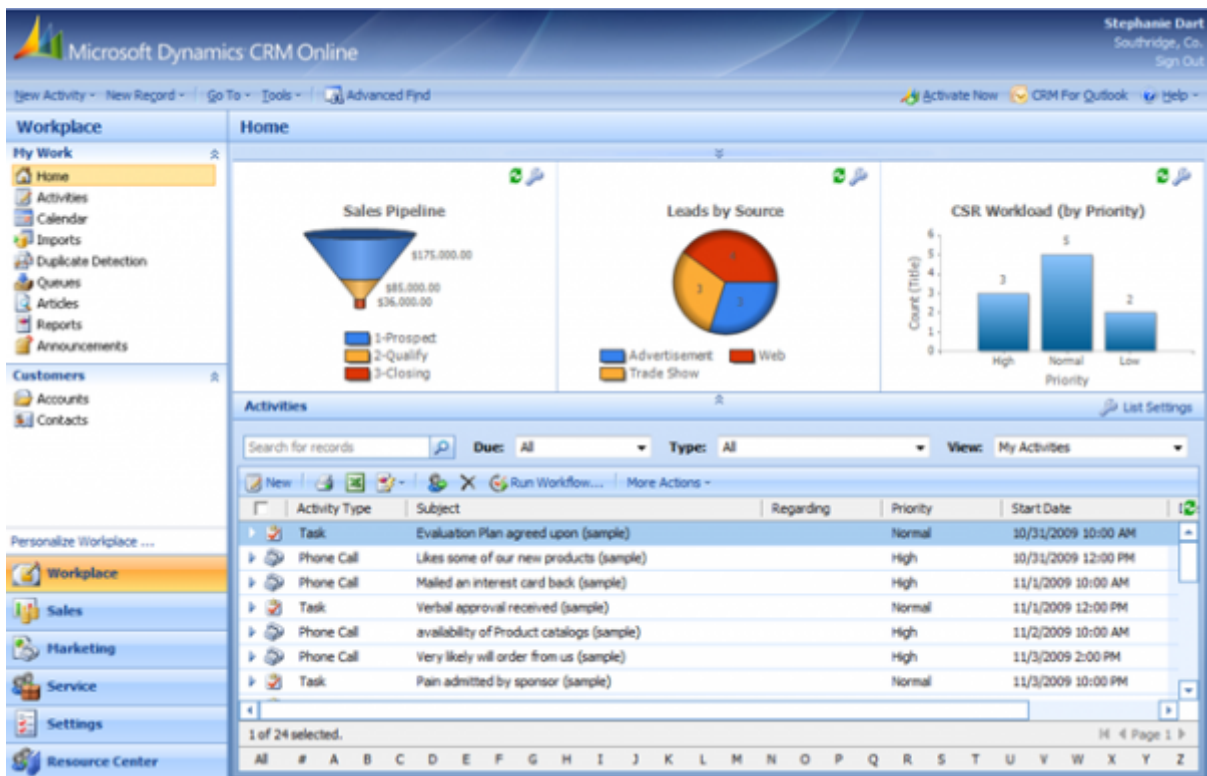 Stephanie Dart
Microsoft Dynamics CRM Online
Southridge, Co.
Sign Out
New Activity New Record Go To Tools Advanced Find Activate Now CRM For Outlook Help
Workplace
Home
My Work
Home
Activities
Calendar
Imports
Duplicate Detection
Queues
Articles
Reports
Announcements
Customers
Accounts
Contacts
Personalize Workplace ...
Workplace
Sales
Marketing
Service
Settings
Resource Center
Sales Pipeline
$175.000.00
$85.000.00
$36.000.00
1-Prospect
2-Qualify
3-Closing
Leads by Source
3
Advertisement Web
Trade Show
CSR Workload (by Priority)
Count (Title)
6
5
4
3
2
1
0
3
5
2
High Normal Low
Priority
Activities List Settings
Search for records Due: All Type: All View: My Activities
New Run Workflow... More Actions
Activity Type Subject Regarding Priority Start Date
Task Evaluation Plan agreed upon (sample) Normal 10/31/2009 10:00 AM
Phone Call Likes some of our new products (sample) High 10/31/2009 12:00 PM
Phone Call Mailed an interest card back (sample) High 11/1/2009 10:00 AM
Task Verbal approval received (sample) Normal 11/1/2009 12:00 PM
Phone Call availability of Product catalogs (sample) High 11/2/2009 10:00 AM
Phone Call Very likely will order from us (sample) High 11/3/2009 2:00 PM
Task Pain admitted by sponsor (sample) Normal 11/3/2009 10:00 PM
1 of 24 selected. Page 1
All # A B C D E F G H I J K L M N O P Q R S T U V W X Y Z